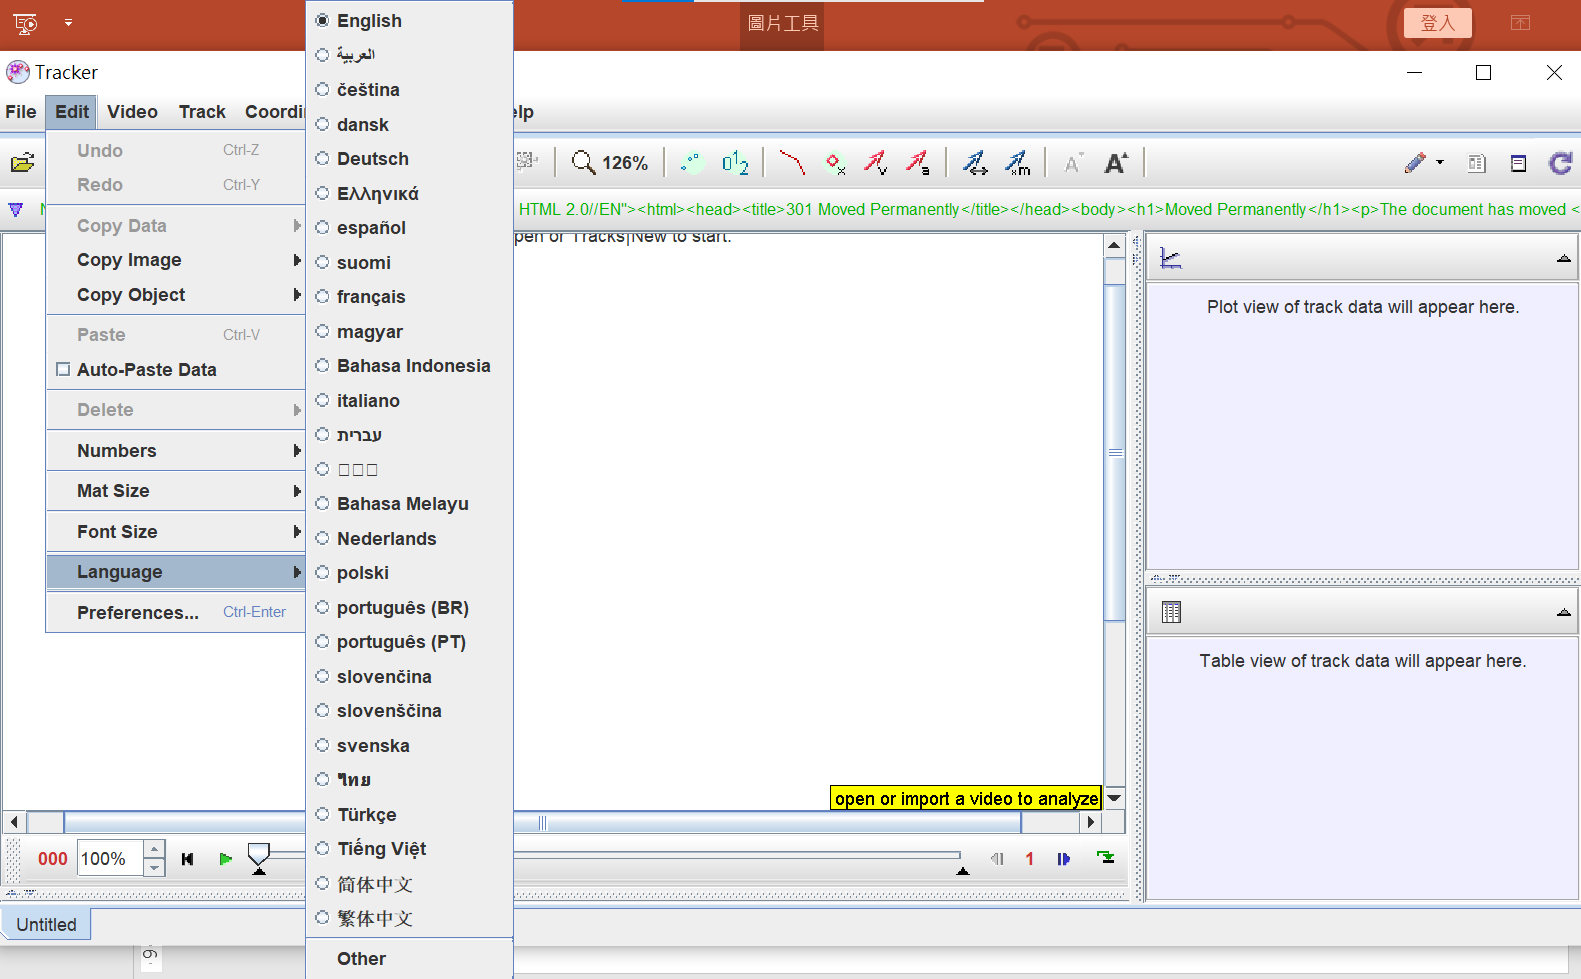 圖片工具
登入
Tracker
File Edit Video Track Coordi elp
Undo Ctrl-Z
Redo Ctrl-Y
Copy Data
Copy Image
Copy Object
Paste Ctrl-V
Auto-Paste Data
Delete
Numbers
Mat Size
Font Size
Language
Preferences... Ctrl-Enter
English
العربية
čeština
dansk
Deutsch
Ελληνικά
español
suomi
français
magyar
Bahasa Indonesia
italiano
עברית
Bahasa Melayu
Nederlands
polski
português (BR)
português (PT)
slovenčina
slovenščina
svenska
ไทย
Türkçe
Tiếng Việt
简体中文
繁体中文
Other
126%
HTML 2.0//EN"><html><head><title>301 Moved Permanently</title></head><body><h1>Moved Permanently</h1><p>The document has moved <
pen or Tracks|New to start.
Plot view of track data will appear here.
Table view of track data will appear here.
open or import a video to analyze
000 100% 1
Untitled